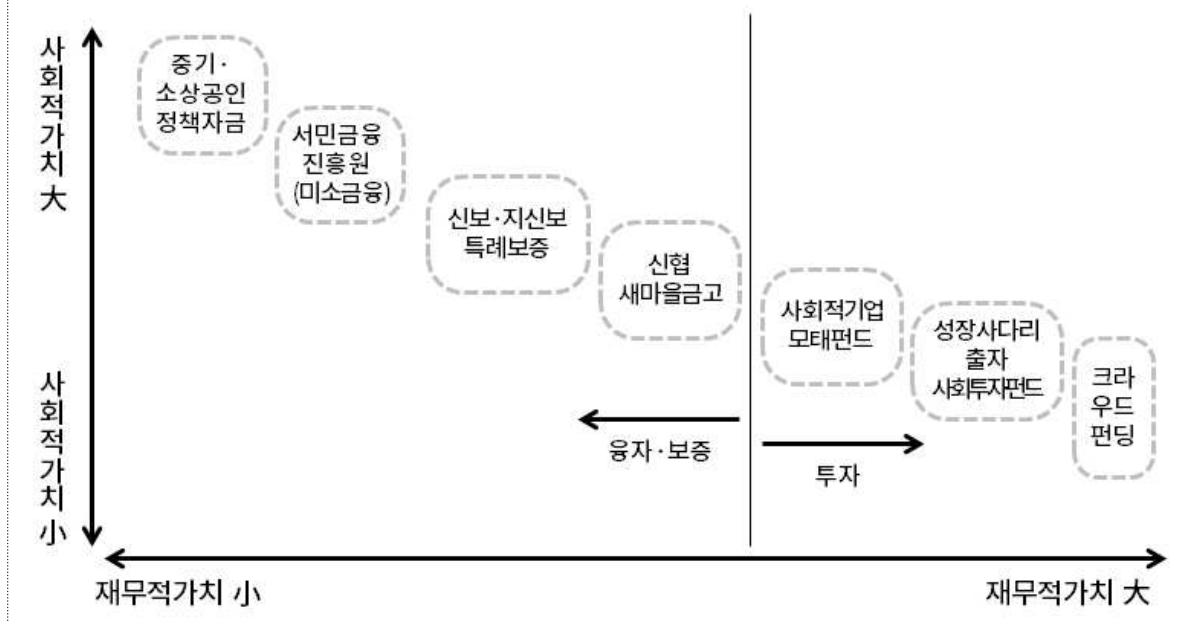 사회적가치 大
중기·
소상공인
정책자금
서민금융
진흥원
(미소금융)
신보·지신보
특례보증
신협
새마을금고
사회적기업
모태펀드
성장사다리
출자
사회투자펀드
크라
우드
펀딩
융자·보증
투자
사회적가치 小
재무적가치 小
재무적가치 大